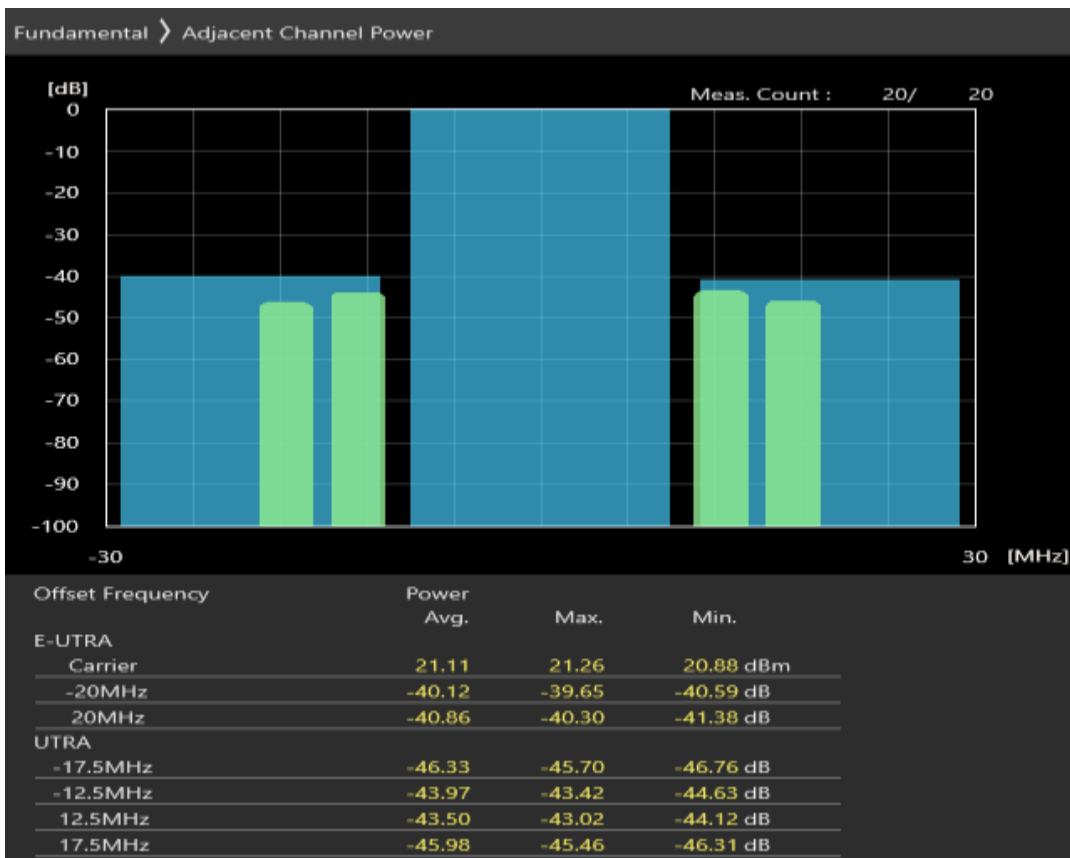 Fundamental 〉 Adjacent Channel Power
[dB]
Meas. Count : 20/ 20
0
-10
-20
-30
-40
-50
-60
-70
-80
-90
-100
-30 30 [MHz]
Offset Frequency Power
Avg. Max. Min.
E-UTRA
Carrier 21.11 21.26 20.88 dBm
-20MHz -40.12 -39.65 -40.59 dB
20MHz -40.86 -40.30 -41.38 dB
UTRA
-17.5MHz -46.33 -45.70 -46.76 dB
-12.5MHz -43.97 -43.42 -44.63 dB
12.5MHz -43.50 -43.02 -44.12 dB
17.5MHz -45.98 -45.46 -46.31 dB